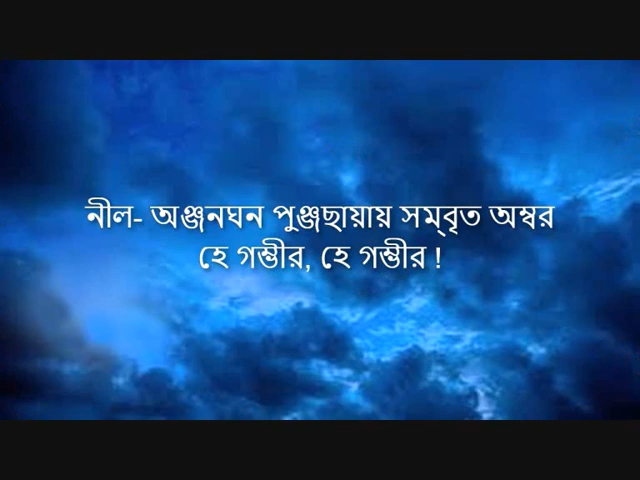 নীল- অঞ্জনঘন পুঞ্জছায়ায় সম্‌বৃত অম্বর
হে গম্ভীর, হে গম্ভীর !